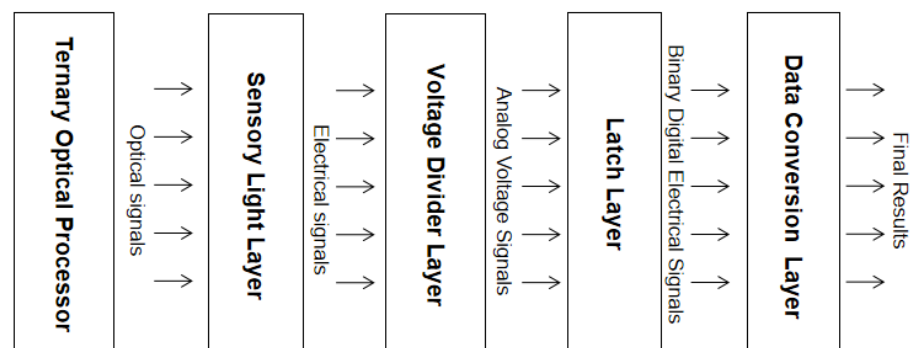 Ternary Optical Processor
Optical signals
Sensory Light Layer
Electrical signals
Voltage Divider Layer
Analog Voltage Signals
Latch Layer
Binary Digital Electrical Signals
Data Conversion Layer
Final Results